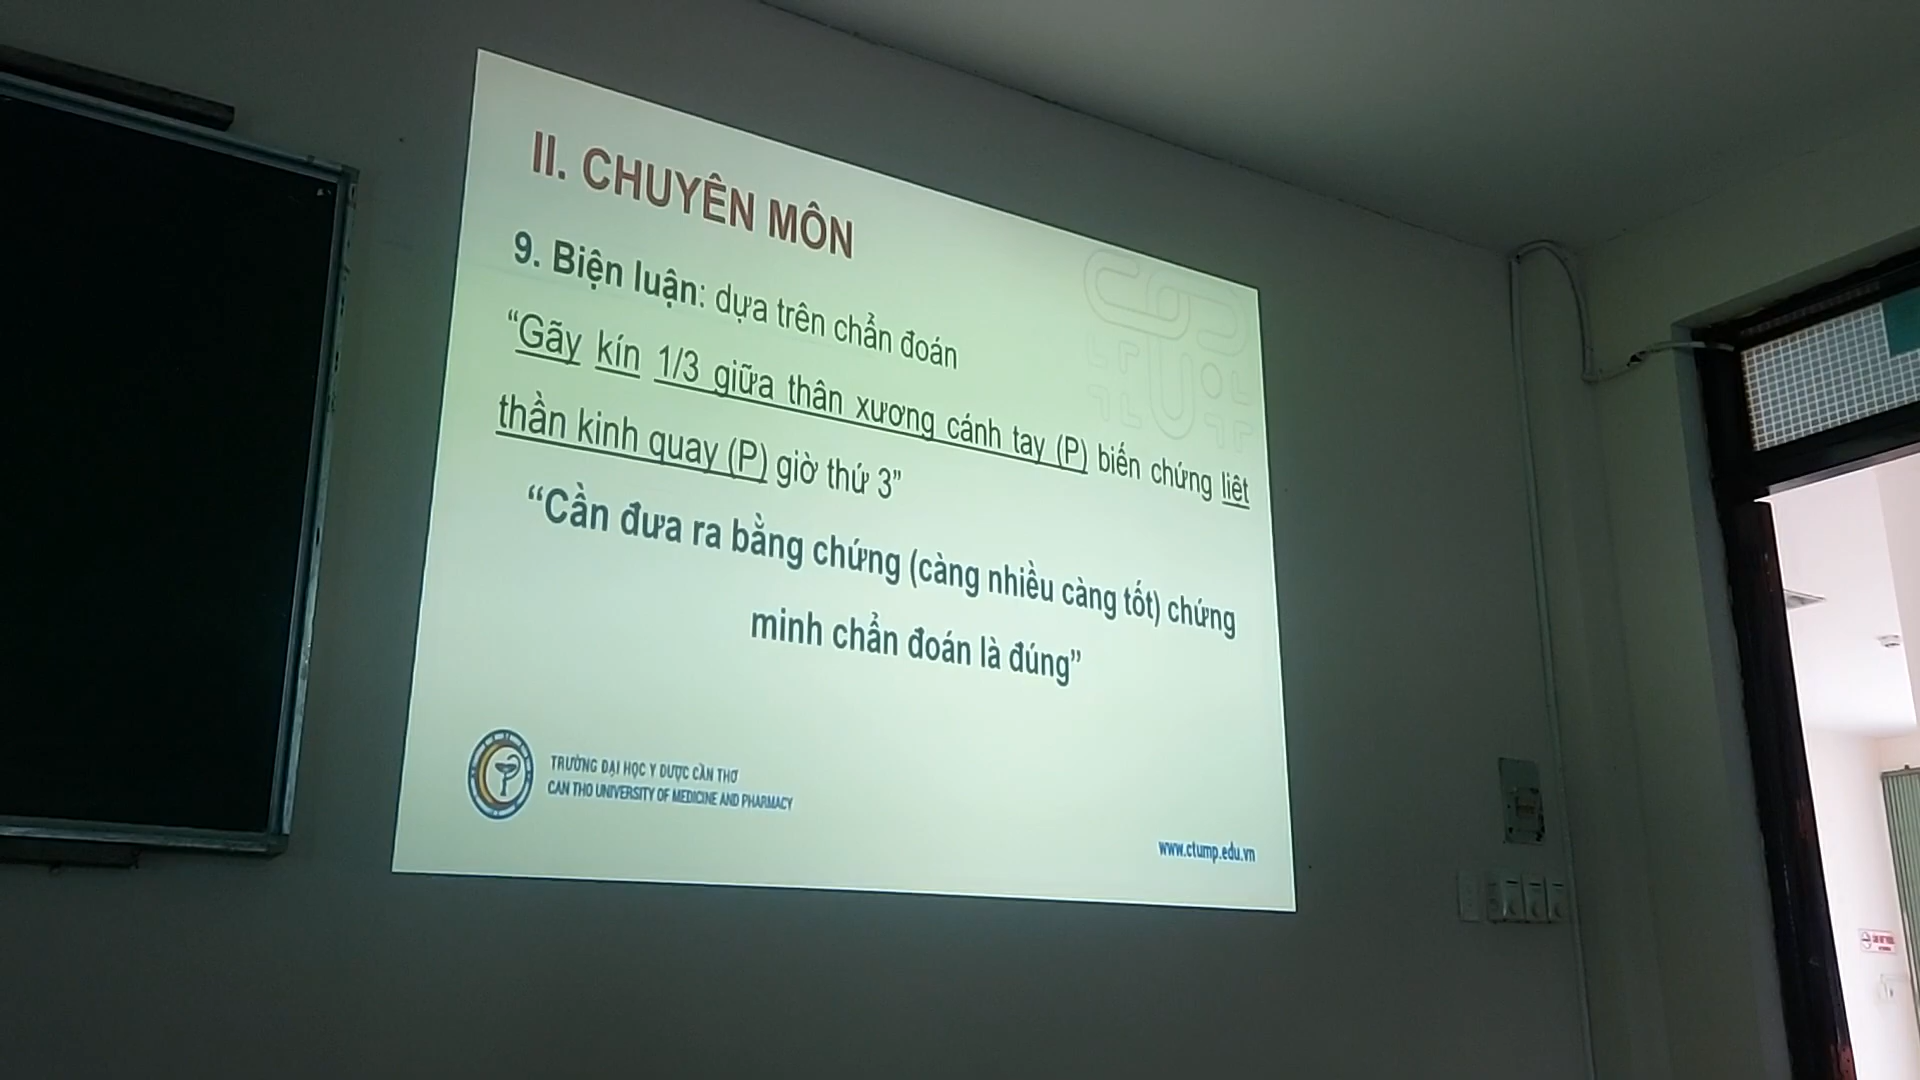 II. CHUYÊN MÔN
9. Biện luận: dựa trên chẩn đoán
“Gãy kín 1/3 giữa thân xương cánh tay (P) biến chứng liệt
thần kinh quay (P) giờ thứ 3”
“Cần đưa ra bằng chứng (càng nhiều càng tốt) chứng
minh chẩn đoán là đúng”
TRƯỜNG ĐẠI HỌC Y DƯỢC CẦN THƠ
CAN THO UNIVERSITY OF MEDICINE AND PHARMACY
www.ctump.edu.vn